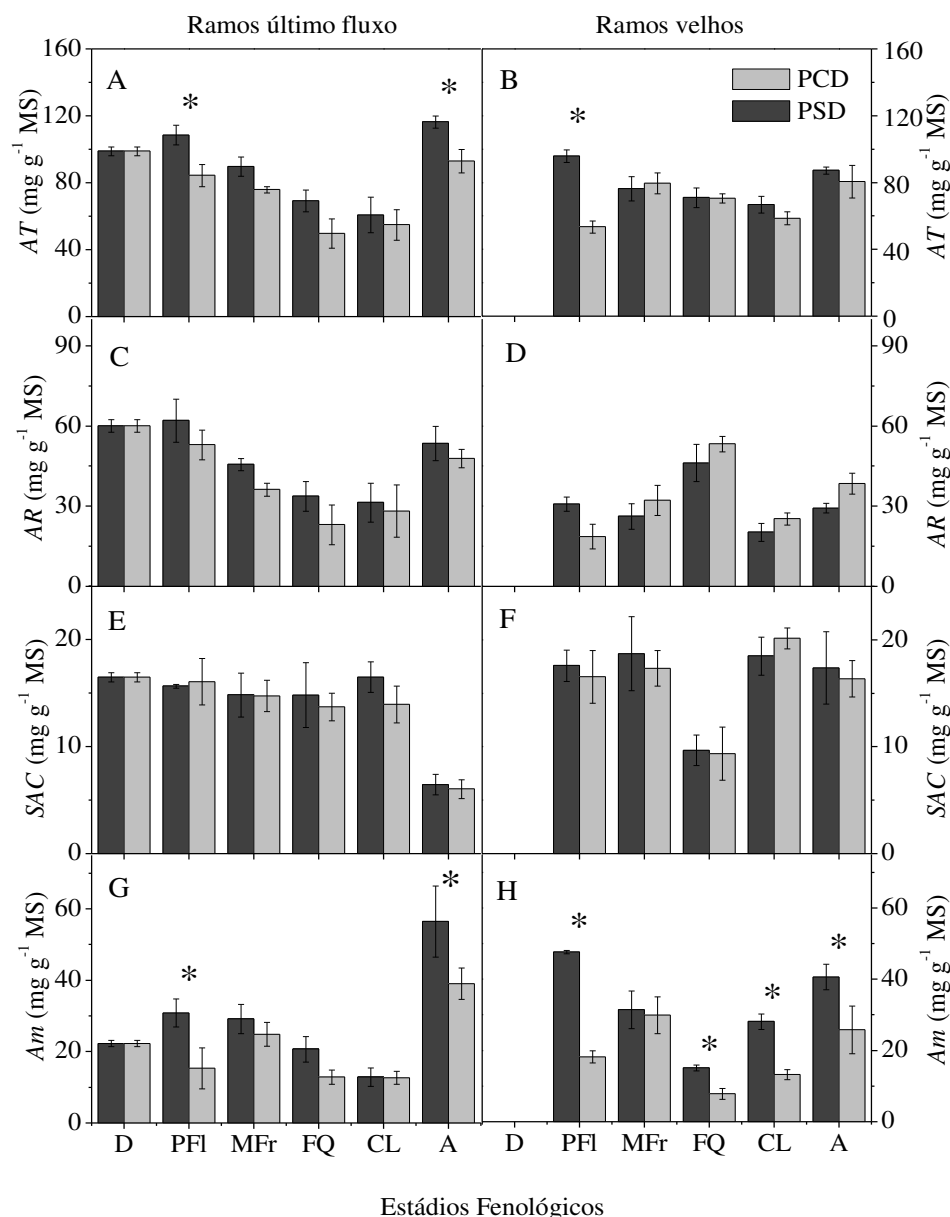 Ramos último fluxo
Ramos velhos
160
120
80
40
0
AT (mg g⁻¹ MS)
A
*
*
B
*
PCD
PSD
160
120
80
40
0
AT (mg g⁻¹ MS)
90
60
30
0
AR (mg g⁻¹ MS)
C
D
90
60
30
0
AR (mg g⁻¹ MS)
20
10
0
SAC (mg g⁻¹ MS)
E
F
20
10
0
SAC (mg g⁻¹ MS)
60
40
20
0
Am (mg g⁻¹ MS)
G
*
*
H
*
*
*
*
60
40
20
0
Am (mg g⁻¹ MS)
D PFl MFr FQ CL A
D PFl MFr FQ CL A
Estádios Fenológicos